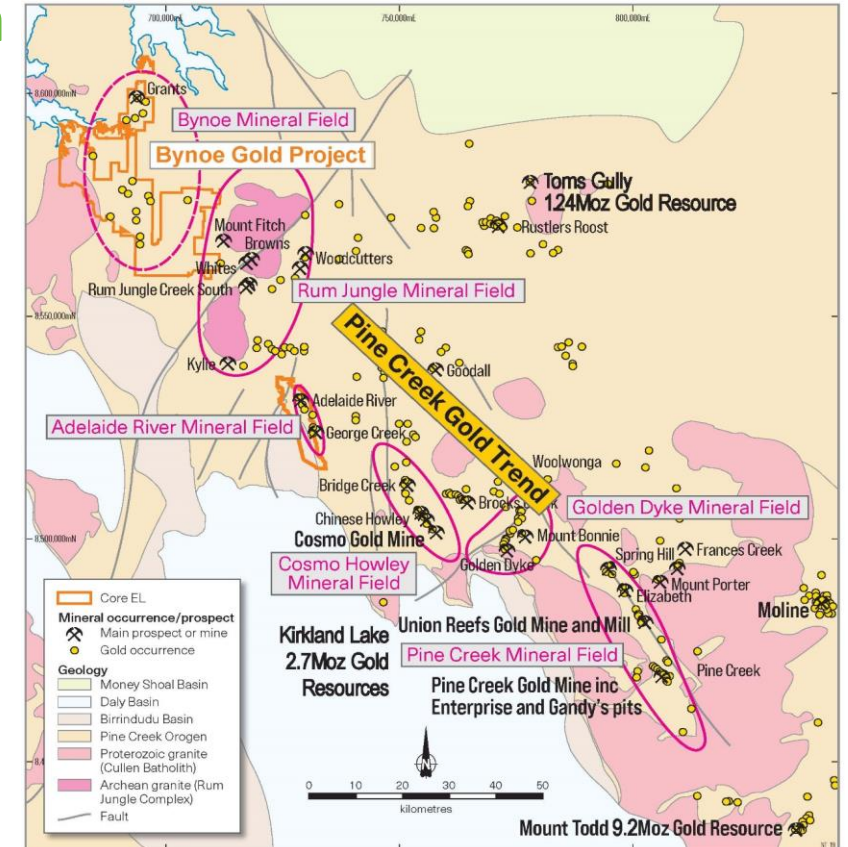 700,000mE
750,000mE
800,000mE
8,600,000mN
Grants
Bynoe Mineral Field
Bynoe Gold Project
Toms Gully
1.24Moz Gold Resource
Rustlers Roost
Mount Fitch
Browns
Whites
Woodcutters
Rum Jungle Creek South
Rum Jungle Mineral Field
8,550,000mN
Pine Creek Gold Trend
Kylie
Goodall
Adelaide River
Adelaide River Mineral Field
George Creek
Woolwonga
Bridge Creek
Golden Dyke Mineral Field
Chinese Howley
Cosmo Gold Mine
8,500,000mN
Mount Bonnie
Golden Dyke
Spring Hill
Frances Creek
Cosmo Howley
Mineral Field
Mount Porter
Elizabeth
Moline
Union Reefs Gold Mine and Mill
Kirkland Lake
2.7Moz Gold
Resources
Pine Creek Mineral Field
Pine Creek
Pine Creek Gold Mine inc
Enterprise and Gandy's pits
Mount Todd 9.2Moz Gold Resource
Core EL
Mineral occurrence/prospect
Main prospect or mine
Gold occurrence
Geology
Money Shoal Basin
Daly Basin
Birrindudu Basin
Pine Creek Orogen
Proterozoic granite
(Cullen Batholith)
Archean granite (Rum
Jungle Complex)
Fault
N
0 10 20 30 40 50
kilometres